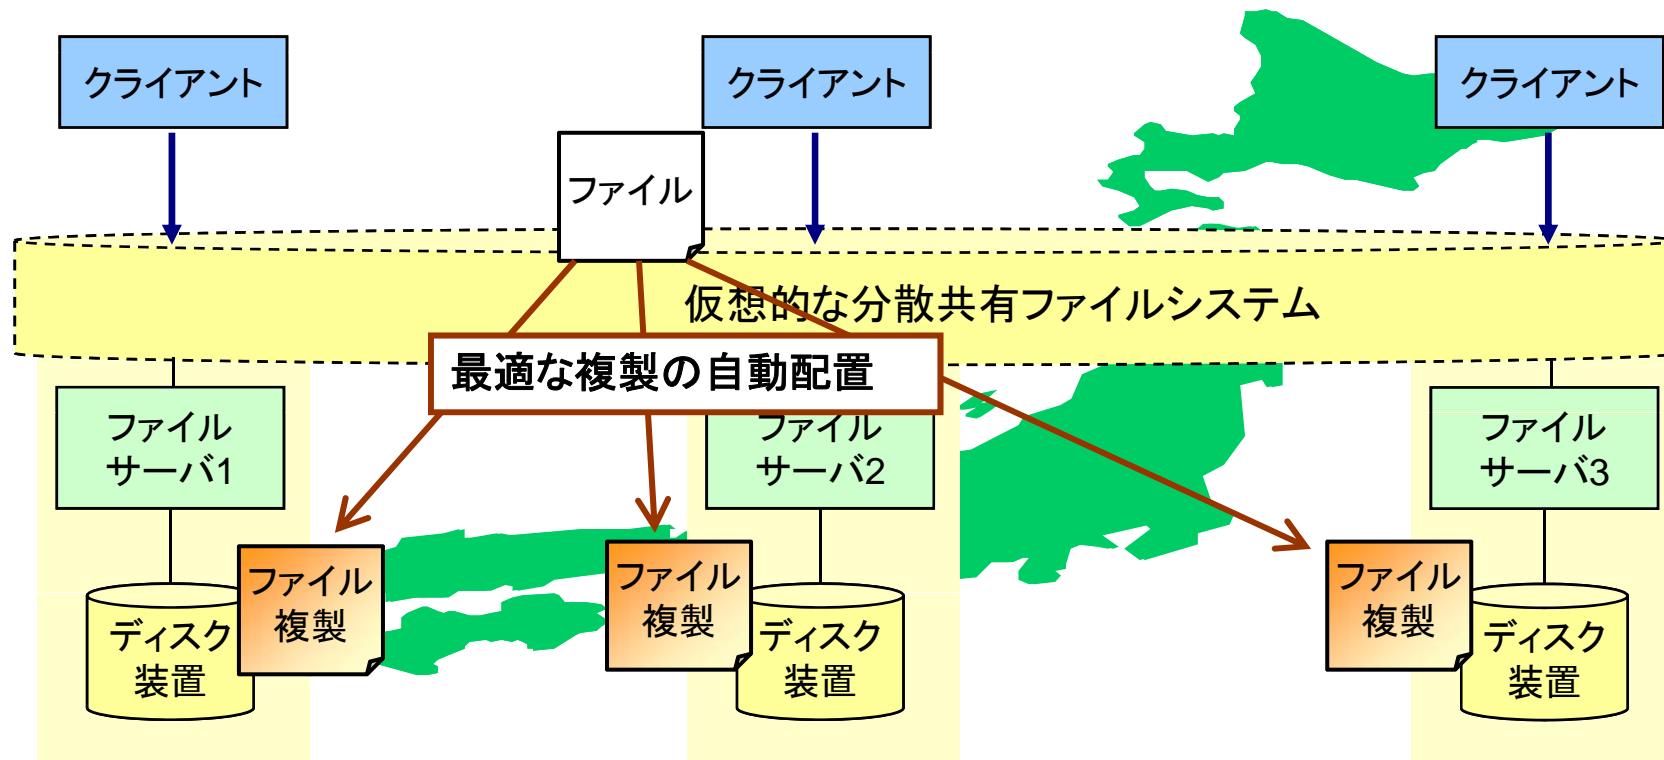 クライアント
クライアント
クライアント
ファイル
仮想的な分散共有ファイルシステム
最適な複製の自動配置
ファイル
サーバ1
ファイル
サーバ2
ファイル
サーバ3
ファイル
複製
ファイル
複製
ファイル
複製
ディスク
装置
ディスク
装置
ディスク
装置